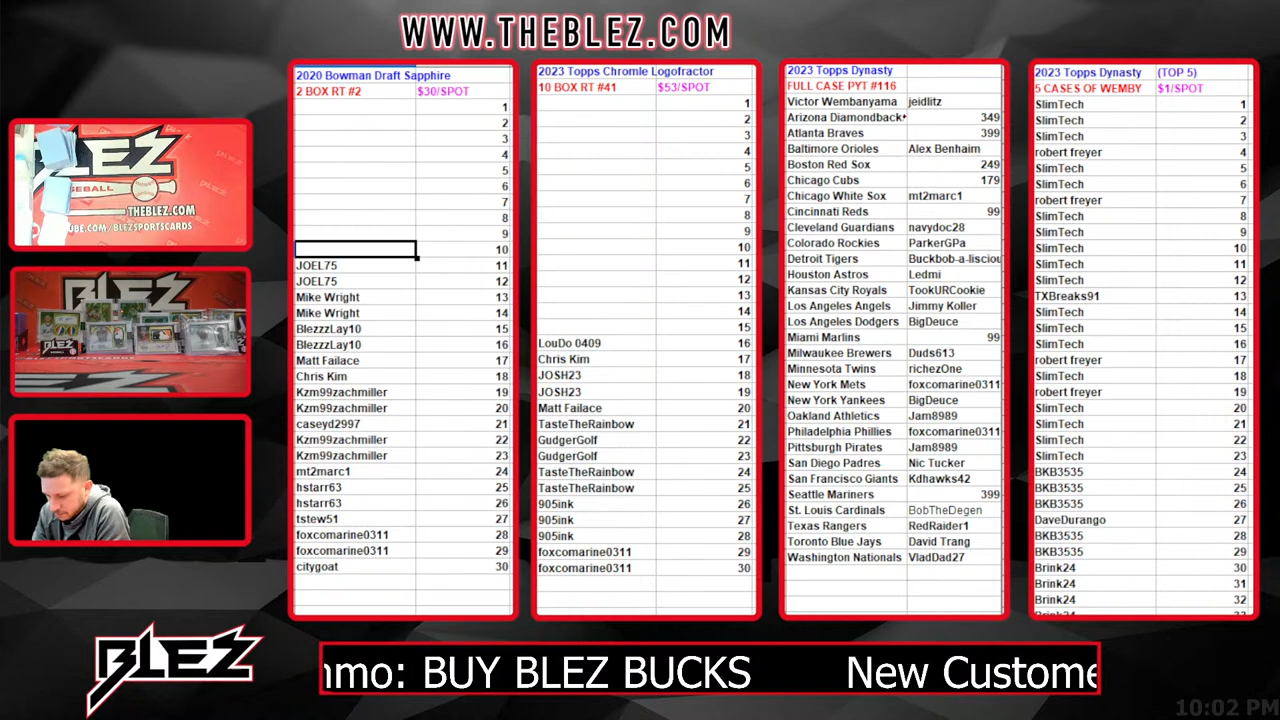 WWW.THEBLEZ.COM
BLEZ
BASEBALL
THEBLEZ.COM
BLEZ
BLEZ
2020 Bowman Draft Sapphire
2 BOX RT #2 $30/SPOT
1
2
3
4
5
6
7
8
9
10
JOEL75 11
JOEL75 12
Mike Wright 13
Mike Wright 14
BlezzzLay10 15
BlezzzLay10 16
Matt Failace 17
Chris Kim 18
Kzm99zachmiller 19
Kzm99zachmiller 20
caseyd2997 21
Kzm99zachmiller 22
Kzm99zachmiller 23
mt2marc1 24
hstarr63 25
hstarr63 26
tstew51 27
foxcomarine0311 28
foxcomarine0311 29
citygoat 30
2023 Topps Chromle Logofractor
10 BOX RT #41 $53/SPOT
1
2
3
4
5
6
7
8
9
10
11
12
13
14
15
LouDo 0409 16
Chris Kim 17
JOSH23 18
JOSH23 19
Matt Failace 20
TasteTheRainbow 21
GudgerGolf 22
GudgerGolf 23
TasteTheRainbow 24
TasteTheRainbow 25
905ink 26
905ink 27
905ink 28
foxcomarine0311 29
foxcomarine0311 30
2023 Topps Dynasty
FULL CASE PYT #116
Victor Wembanyama jeidlitz
Arizona Diamondback 349
Atlanta Braves 399
Baltimore Orioles Alex Benhaim
Boston Red Sox 249
Chicago Cubs 179
Chicago White Sox mt2marc1
Cincinnati Reds 99
Cleveland Guardians navydoc28
Colorado Rockies ParkerGPa
Detroit Tigers Buckbob-a-lisciou
Houston Astros Ledmi
Kansas City Royals TookURCookie
Los Angeles Angels Jimmy Koller
Los Angeles Dodgers BigDeuce
Miami Marlins 99
Milwaukee Brewers Duds613
Minnesota Twins richezOne
New York Mets foxcomarine0311
New York Yankees BigDeuce
Oakland Athletics Jam8989
Philadelphia Phillies foxcomarine0311
Pittsburgh Pirates Jam8989
San Diego Padres Nic Tucker
San Francisco Giants Kdhawks42
Seattle Mariners 399
St. Louis Cardinals BobTheDegen
Texas Rangers RedRaider1
Toronto Blue Jays David Trang
Washington Nationals VladDad27
2023 Topps Dynasty (TOP 5)
5 CASES OF WEMBY $1/SPOT
SlimTech 1
SlimTech 2
SlimTech 3
robert freyer 4
SlimTech 5
SlimTech 6
robert freyer 7
SlimTech 8
SlimTech 9
SlimTech 10
SlimTech 11
SlimTech 12
TXBreaks91 13
SlimTech 14
SlimTech 15
SlimTech 16
robert freyer 17
SlimTech 18
robert freyer 19
SlimTech 20
SlimTech 21
SlimTech 22
SlimTech 23
BKB3535 24
BKB3535 25
BKB3535 26
DaveDurango 27
BKB3535 28
BKB3535 29
Brink24 30
Brink24 31
Brink24 32
BLEZ
mmo: BUY BLEZ BUCKS New Custome
10:02 PM